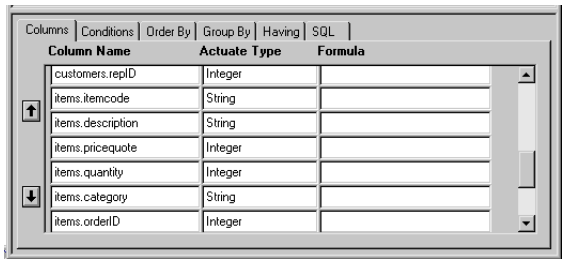 Columns Conditions Order By Group By Having SQL
Column Name Actuate Type Formula
customers.repID Integer
items.itemcode String
items.description String
items.pricequote Integer
items.quantity Integer
items.category String
items.orderID Integer